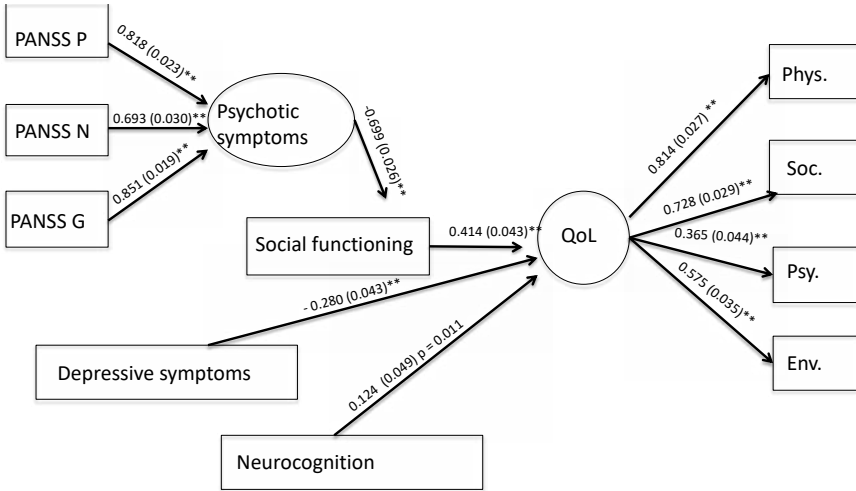 PANSS P
0.818 (0.023)**
PANSS N
0.693 (0.030)**
PANSS G
0.851 (0.019)**
Psychotic
symptoms
-0.699 (0.026)**
Social functioning
0.414 (0.043)**
- 0.280 (0.043)**
Depressive symptoms
0.124 (0.049) p = 0.011
Neurocognition
QoL
0.814 (0.027) **
Phys.
0.728 (0.029)**
Soc.
0.365 (0.044)**
Psy.
0.575 (0.035)**
Env.